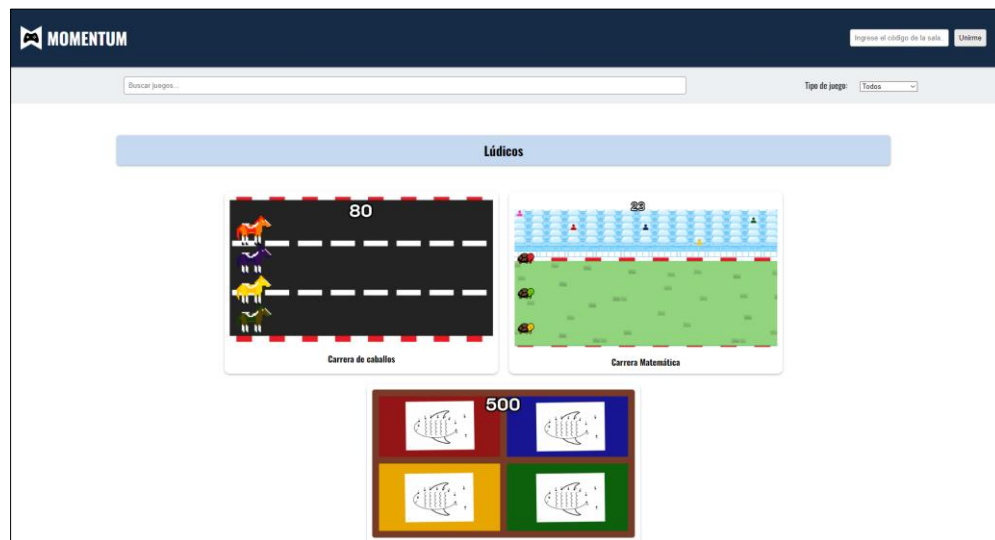 MOMENTUM
Ingrese el código de la sala
Unirme
Buscar juegos...
Tipo de juego:
Todos
Lúdicos
80
23
Carrera de caballos
Carrera Matemática
500